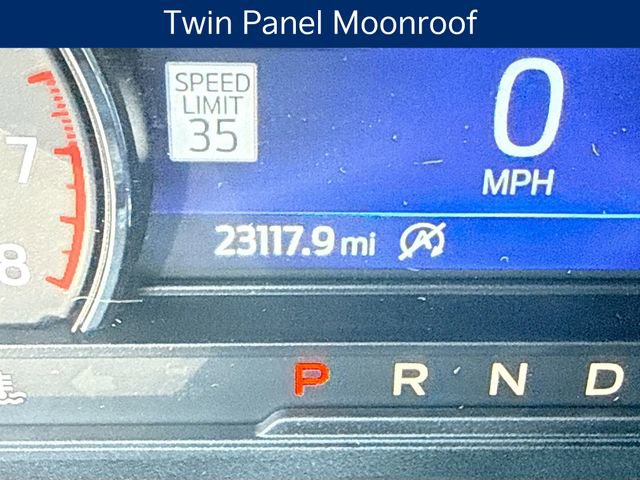 Twin Panel Moonroof
SPEED
LIMIT
35
0
MPH
7
23117.9 mi
8
P R N D